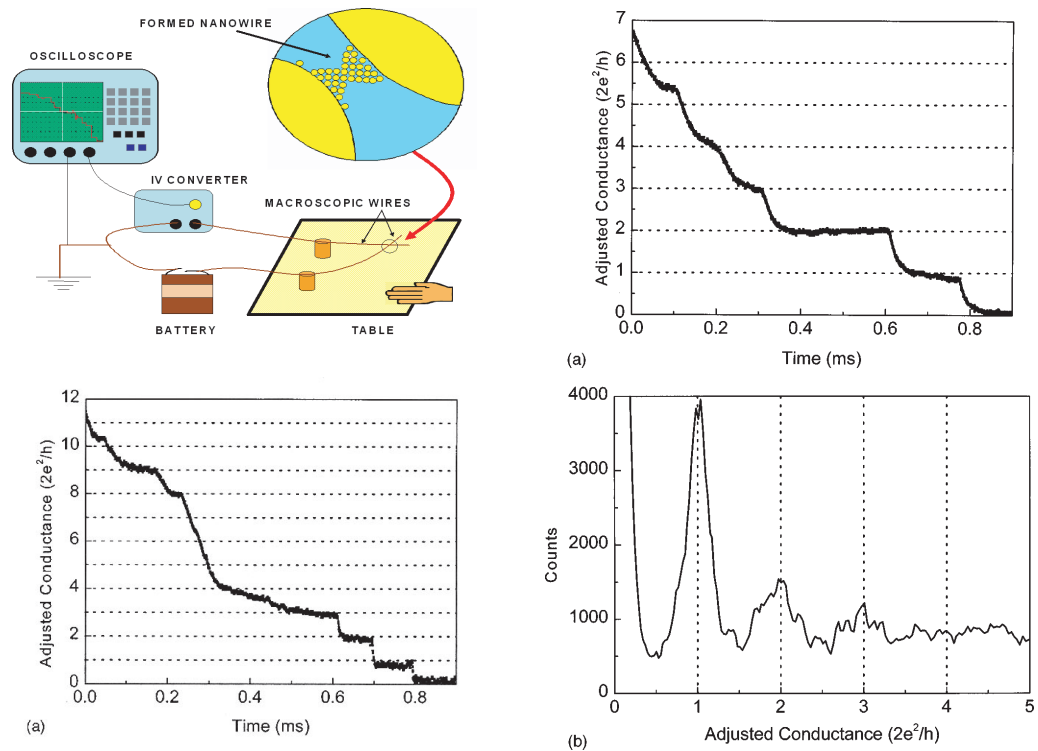 FORMED NANOWIRE
OSCILLOSCOPE
IV CONVERTER
MACROSCOPIC WIRES
BATTERY
TABLE
Adjusted Conductance (2e²/h)
7
6
5
4
3
2
1
0
0.0 0.2 0.4 0.6 0.8
Time (ms)
(a)
Adjusted Conductance (2e²/h)
12
10
8
6
4
2
0
0.0 0.2 0.4 0.6 0.8
Time (ms)
(a)
Counts
4000
3000
2000
1000
0
0 1 2 3 4 5
Adjusted Conductance (2e²/h)
(b)